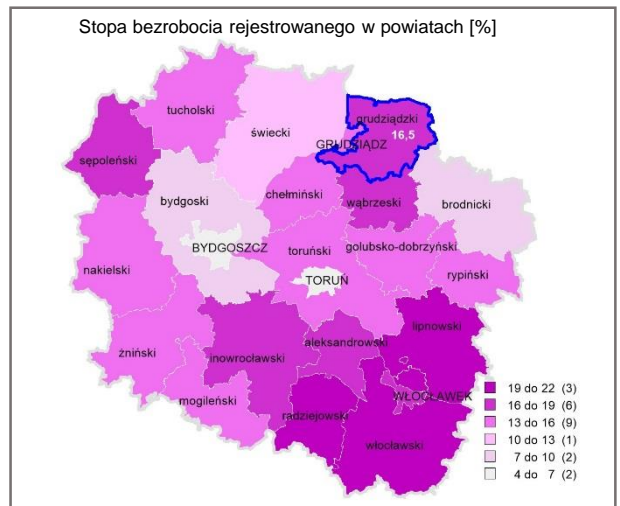 Stopa bezrobocia rejestrowanego w powiatach [%]
tucholski
grudziądzki
świecki
GRUDZIĄDZ
16,5
sępoleński
chełmiński
wąbrzeski
bydgoski
brodnicki
BYDGOSZCZ
toruński
golubsko-dobrzyński
nakielski
TORUŃ
rypiński
lipnowski
żniński
inowrocławski
aleksandrowski
mogileński
radziejowski
WŁOCŁAWEK
włocławski
19 do 22 (3)
16 do 19 (6)
13 do 16 (9)
10 do 13 (1)
7 do 10 (2)
4 do 7 (2)